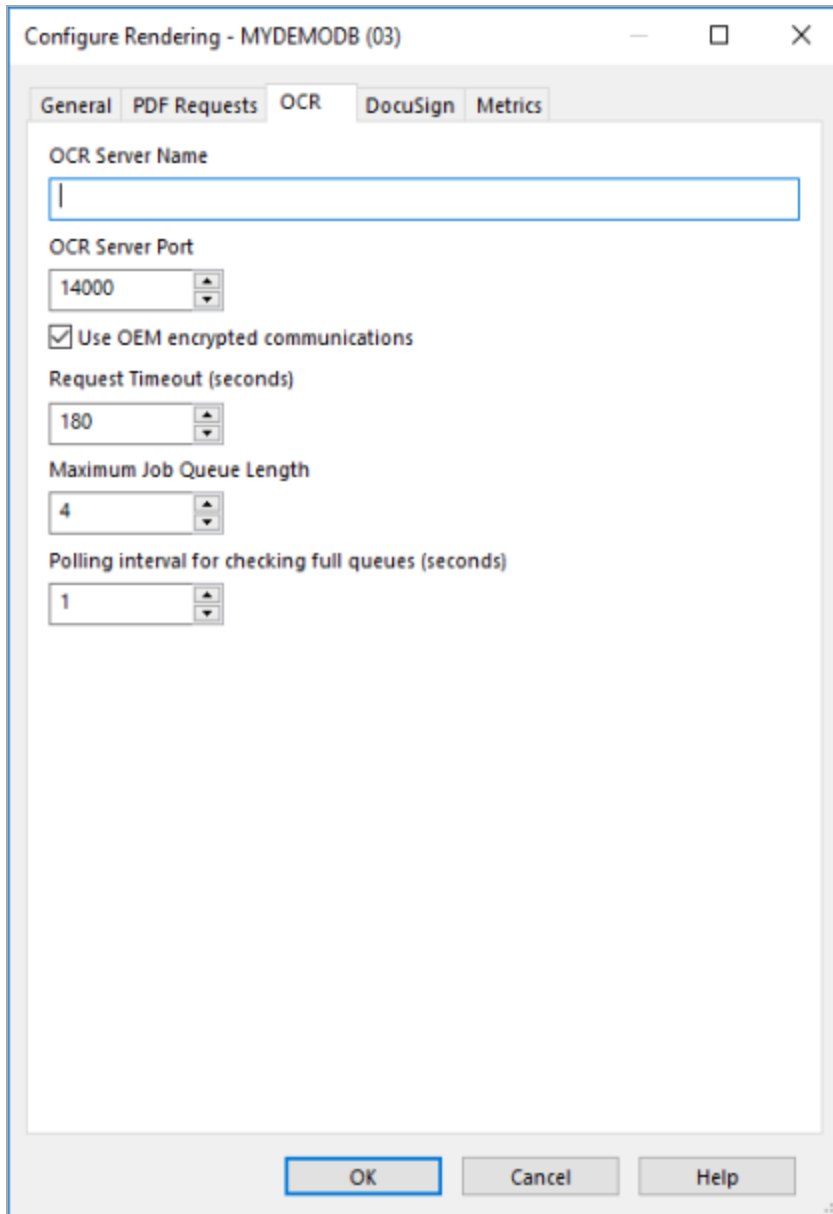 Configure Rendering - MYDEMODB (03)
General PDF Requests OCR DocuSign Metrics
OCR Server Name
OCR Server Port
14000
Use OEM encrypted communications
Request Timeout (seconds)
180
Maximum Job Queue Length
4
Polling interval for checking full queues (seconds)
1
OK Cancel Help